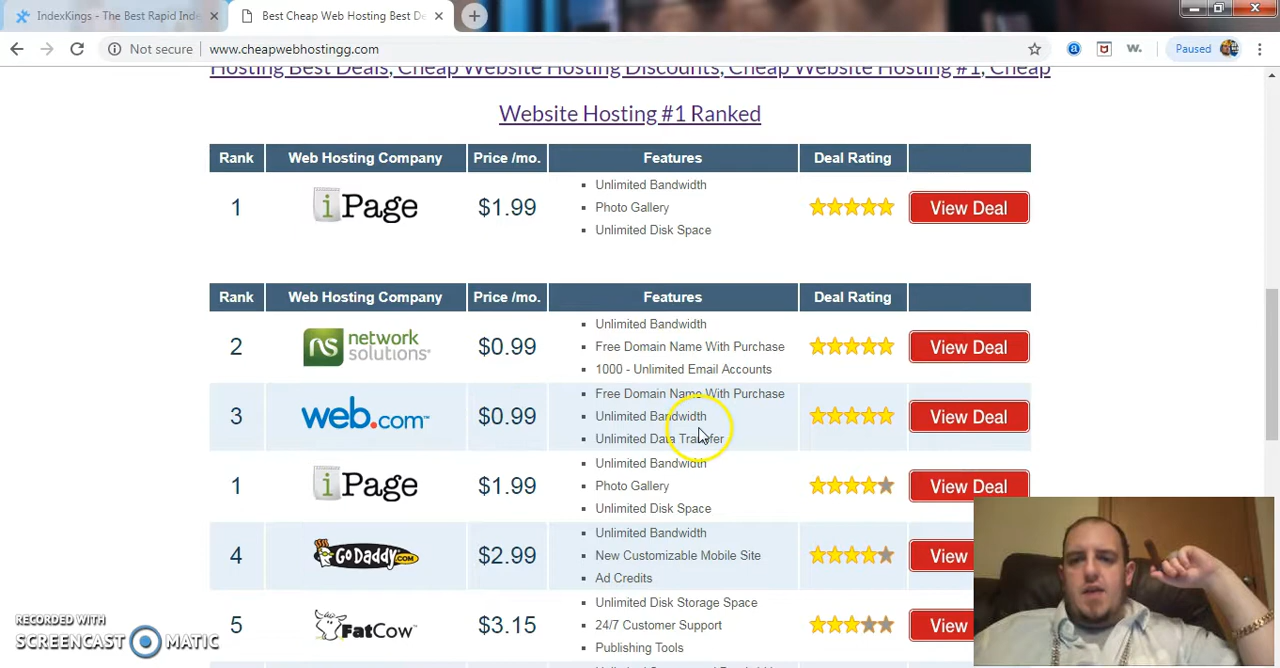 IndexKings - The Best Rapid Inde
Best Cheap Web Hosting Best De
Not secure
www.cheapwebhostingg.com
w.
Paused
Hosting Best Deals, Cheap Website Hosting Discounts, Cheap Website Hosting #1, Cheap
Website Hosting #1 Ranked
Rank Web Hosting Company Price /mo. Features Deal Rating
1 iPage $1.99
Unlimited Bandwidth
Photo Gallery
Unlimited Disk Space
View Deal
Rank Web Hosting Company Price /mo. Features Deal Rating
2 ns network solutions $0.99
Unlimited Bandwidth
Free Domain Name With Purchase
1000 - Unlimited Email Accounts
View Deal
3 web.com $0.99
Free Domain Name With Purchase
Unlimited Bandwidth
Unlimited Data Transfer
View Deal
1 iPage $1.99
Unlimited Bandwidth
Photo Gallery
Unlimited Disk Space
View Deal
4 GODADDY.COM $2.99
Unlimited Bandwidth
New Customizable Mobile Site
Ad Credits
View
5 FatCow $3.15
Unlimited Disk Storage Space
24/7 Customer Support
Publishing Tools
View
RECORDED WITH
SCREENCAST MATIC